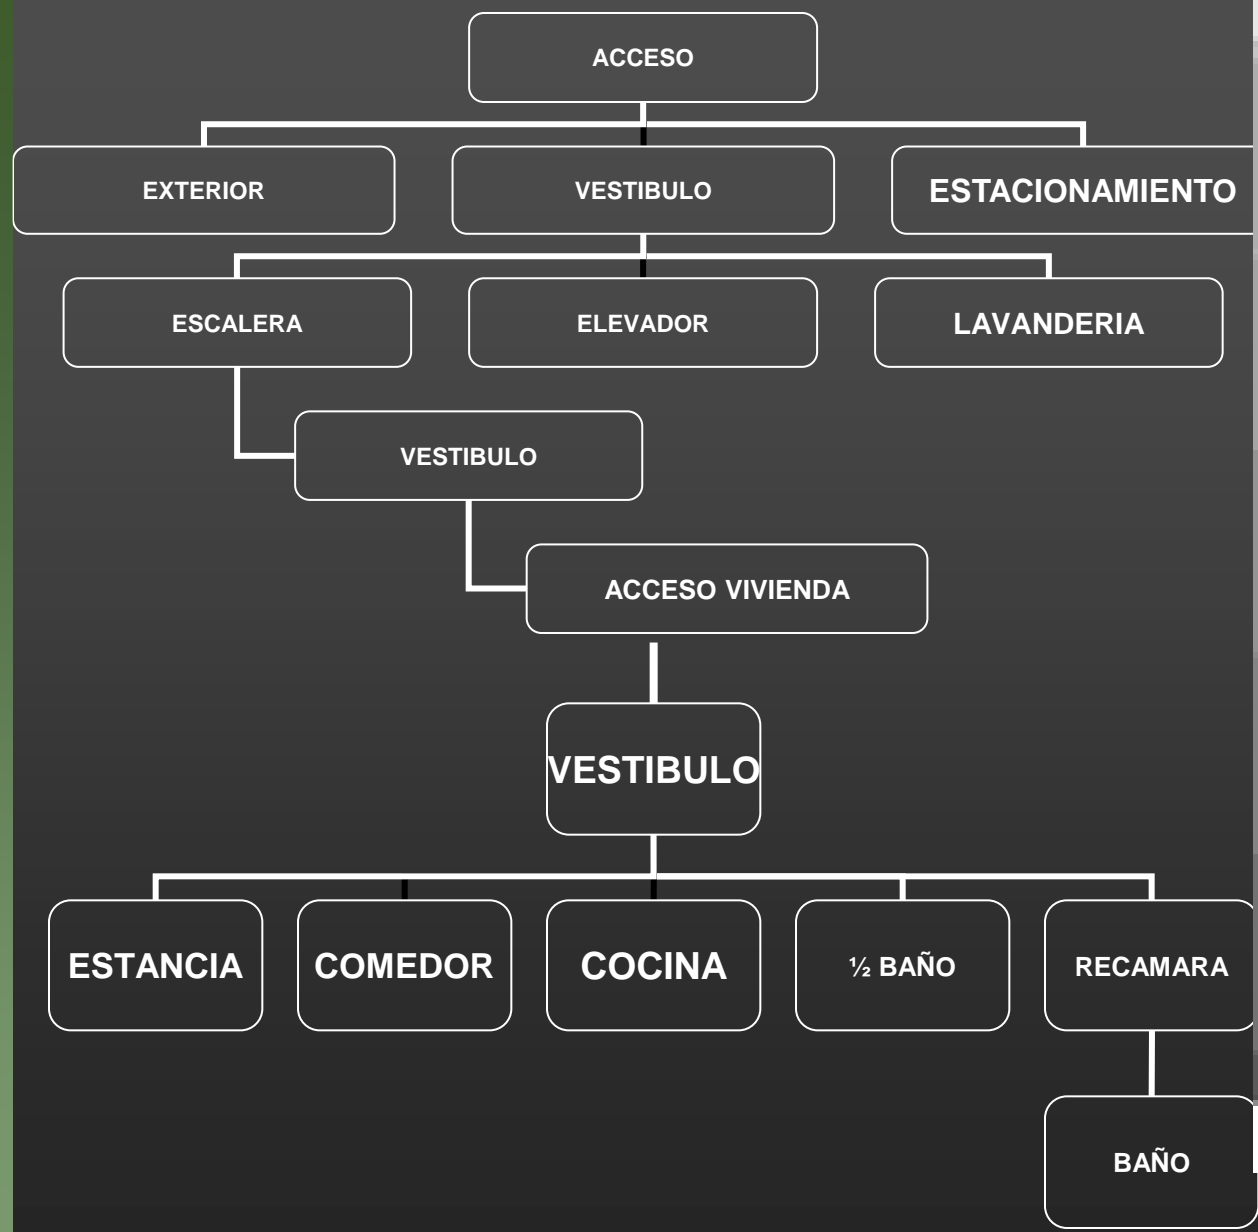 ACCESO
EXTERIOR
VESTIBULO
ESTACIONAMIENTO
ESCALERA
ELEVADOR
LAVANDERIA
VESTIBULO
ACCESO VIVIENDA
VESTIBULO
ESTANCIA
COMEDOR
COCINA
½ BAÑO
RECAMARA
BAÑO